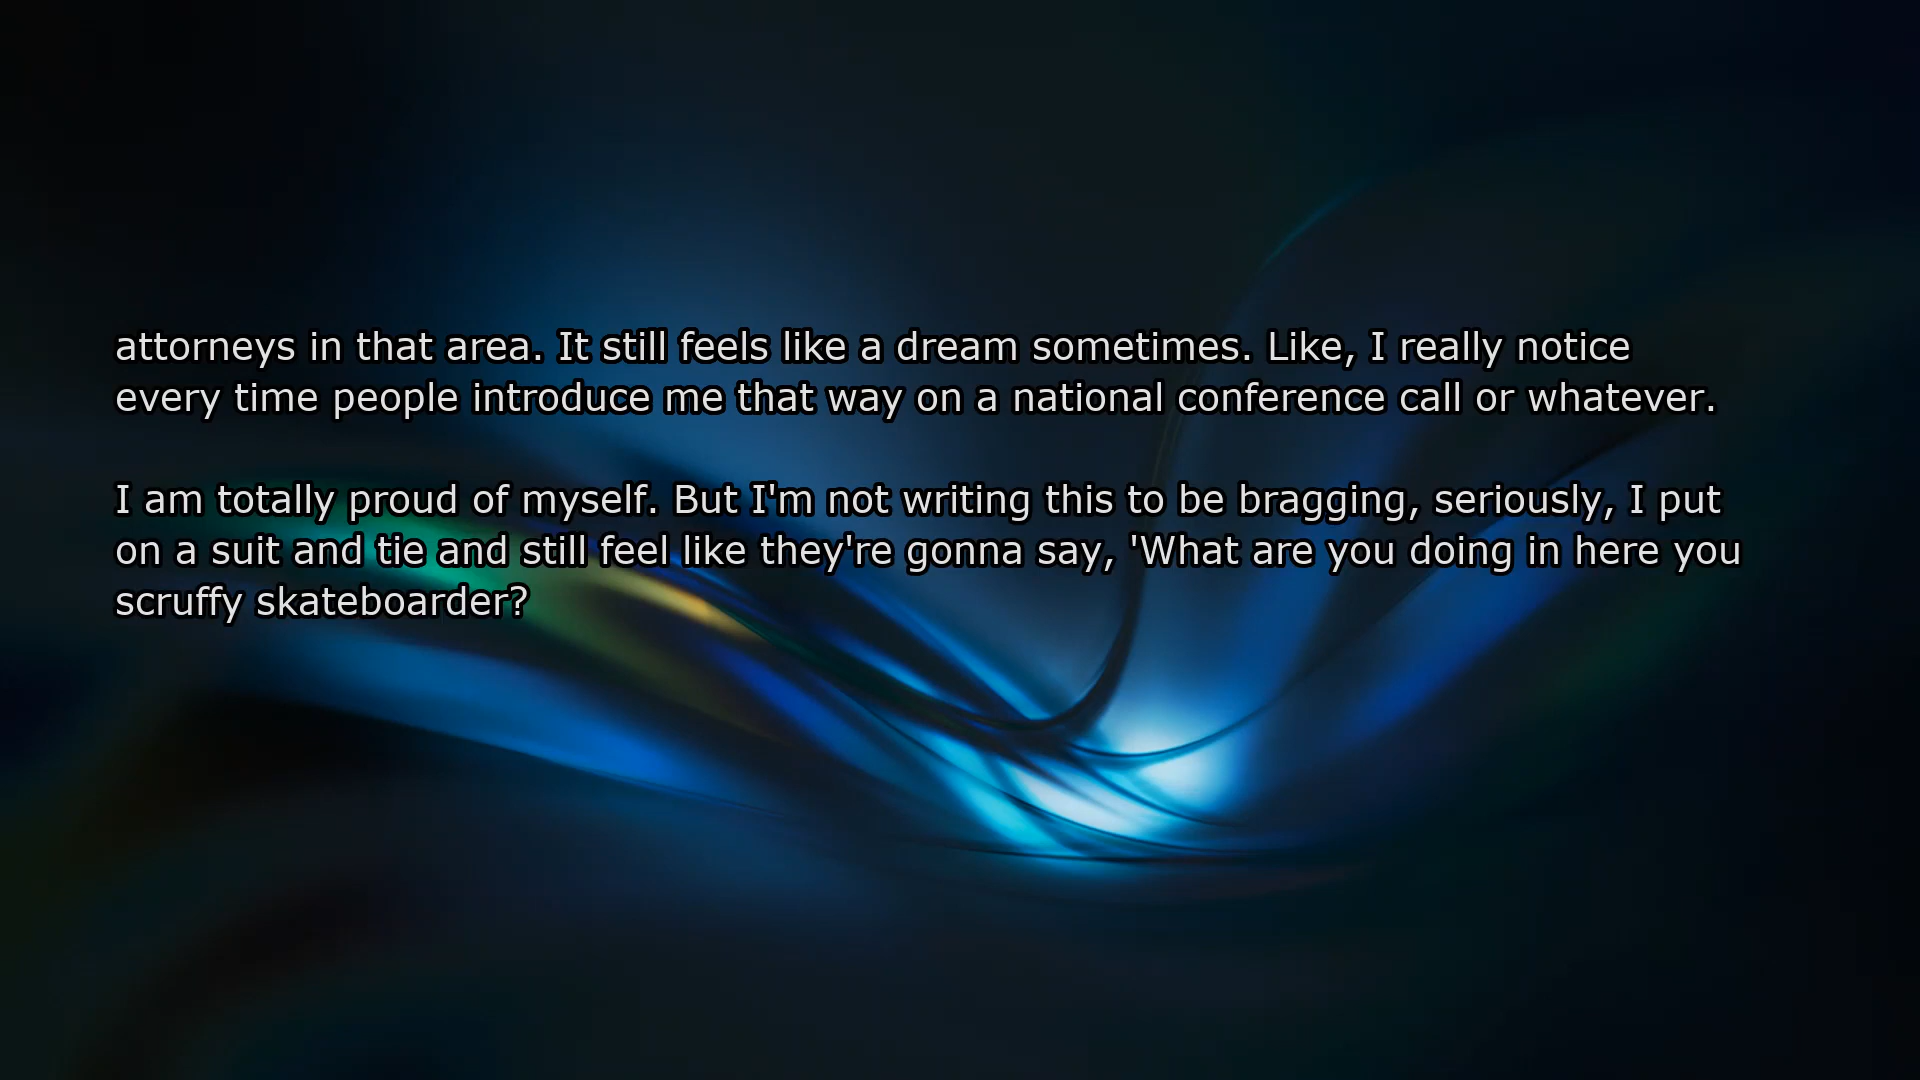 attorneys in that area. It still feels like a dream sometimes. Like, I really notice
every time people introduce me that way on a national conference call or whatever.
I am totally proud of myself. But I'm not writing this to be bragging, seriously, I put
on a suit and tie and still feel like they're gonna say, 'What are you doing in here you
scruffy skateboarder?